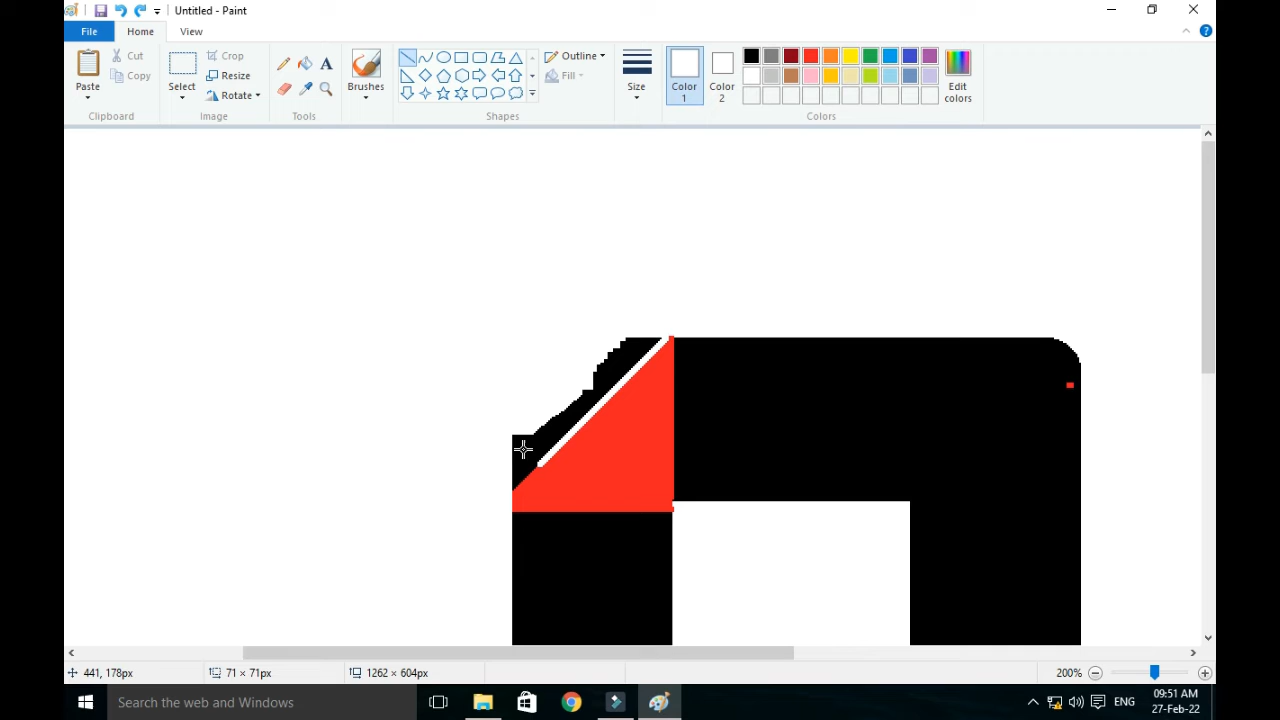 Untitled - Paint
File Home View
Paste
Cut
Copy
Clipboard
Select
Crop
Resize
Rotate
Image
A
Tools
Brushes
Outline
Fill
Shapes
Size
Color 1
Color 2
Edit colors
Colors
441, 178px 71 × 71px 1262 × 604px 200%
Search the web and Windows
ENG
09:51 AM
27-Feb-22